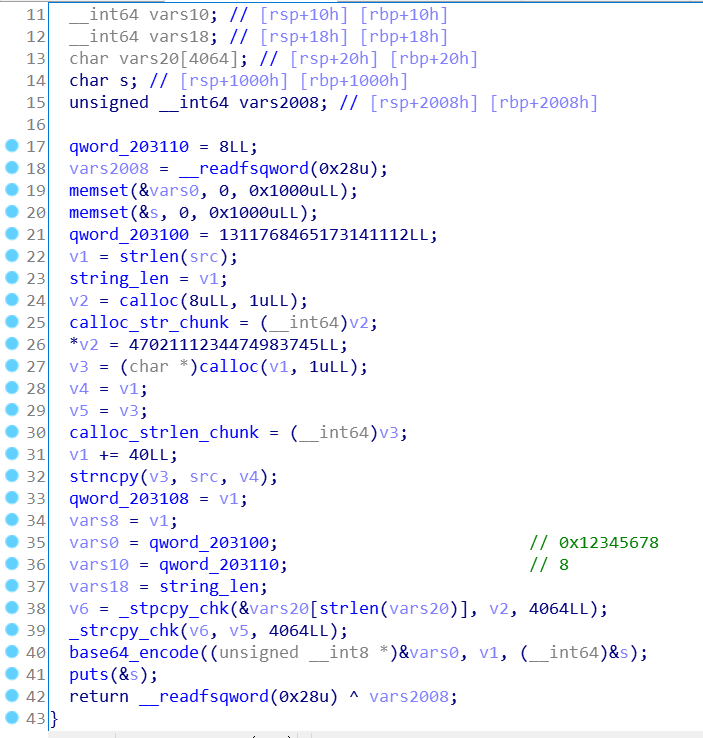 11 __int64 vars10; // [rsp+10h] [rbp+10h]
12 __int64 vars18; // [rsp+18h] [rbp+18h]
13 char vars20[4064]; // [rsp+20h] [rbp+20h]
14 char s; // [rsp+1000h] [rbp+1000h]
15 unsigned __int64 vars2008; // [rsp+2008h] [rbp+2008h]
16
17 qword_203110 = 8LL;
18 vars2008 = __readfsqword(0x28u);
19 memset(&vars0, 0, 0x1000uLL);
20 memset(&s, 0, 0x1000uLL);
21 qword_203100 = 1311768465173141112LL;
22 v1 = strlen(src);
23 string_len = v1;
24 v2 = calloc(8uLL, 1uLL);
25 calloc_str_chunk = (__int64)v2;
26 *v2 = 4702111234474983745LL;
27 v3 = (char *)calloc(v1, 1uLL);
28 v4 = v1;
29 v5 = v3;
30 calloc_strlen_chunk = (__int64)v3;
31 v1 += 40LL;
32 strncpy(v3, src, v4);
33 qword_203108 = v1;
34 vars8 = v1;
35 vars0 = qword_203100; // 0x12345678
36 vars10 = qword_203110; // 8
37 vars18 = string_len;
38 v6 = _stpcpy_chk(&vars20[strlen(vars20)], v2, 4064LL);
39 _strcpy_chk(v6, v5, 4064LL);
40 base64_encode((unsigned __int8 *)&vars0, v1, (__int64)&s);
41 puts(&s);
42 return __readfsqword(0x28u) ^ vars2008;
43 }